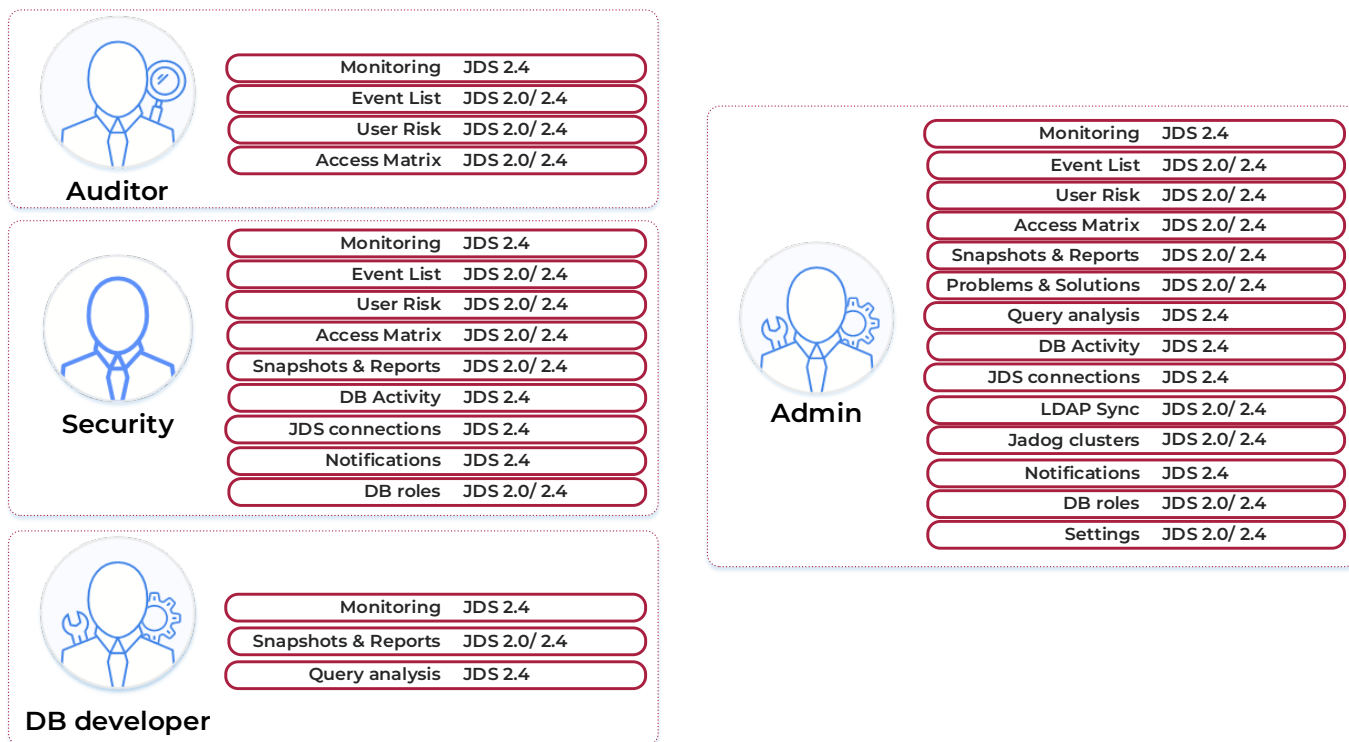 Monitoring JDS 2.4
Event List JDS 2.0/ 2.4
User Risk JDS 2.0/ 2.4
Access Matrix JDS 2.0/ 2.4
Auditor
Monitoring JDS 2.4
Event List JDS 2.0/ 2.4
User Risk JDS 2.0/ 2.4
Access Matrix JDS 2.0/ 2.4
Snapshots & Reports JDS 2.0/ 2.4
DB Activity JDS 2.4
JDS connections JDS 2.4
Notifications JDS 2.4
DB roles JDS 2.0/ 2.4
Security
Monitoring JDS 2.4
Snapshots & Reports JDS 2.0/ 2.4
Query analysis JDS 2.4
DB developer
Monitoring JDS 2.4
Event List JDS 2.0/ 2.4
User Risk JDS 2.0/ 2.4
Access Matrix JDS 2.0/ 2.4
Snapshots & Reports JDS 2.0/ 2.4
Problems & Solutions JDS 2.0/ 2.4
Query analysis JDS 2.4
DB Activity JDS 2.4
JDS connections JDS 2.4
LDAP Sync JDS 2.0/ 2.4
Jadog clusters JDS 2.0/ 2.4
Notifications JDS 2.4
DB roles JDS 2.0/ 2.4
Settings JDS 2.0/ 2.4
Admin